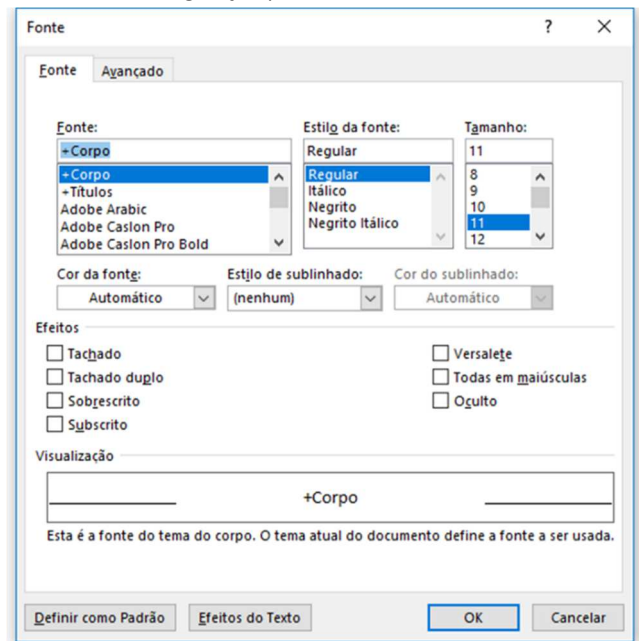 Fonte ? X
Fonte Avançado
Fonte: Estilo da fonte: Tamanho:
+Corpo Regular 11
+Corpo Regular 8
+Títulos Itálico 9
Adobe Arabic Negrito 10
Adobe Caslon Pro Negrito Itálico 11
Adobe Caslon Pro Bold 12
Cor da fonte: Estilo de sublinhado: Cor do sublinhado:
Automático (nenhum) Automático
Efeitos
Tachado Versalete
Tachado duplo Todas em maiúsculas
Sobrescrito Oculto
Subscrito
Visualização
+Corpo
Esta é a fonte do tema do corpo. O tema atual do documento define a fonte a ser usada.
Definir como Padrão Efeitos do Texto OK Cancelar